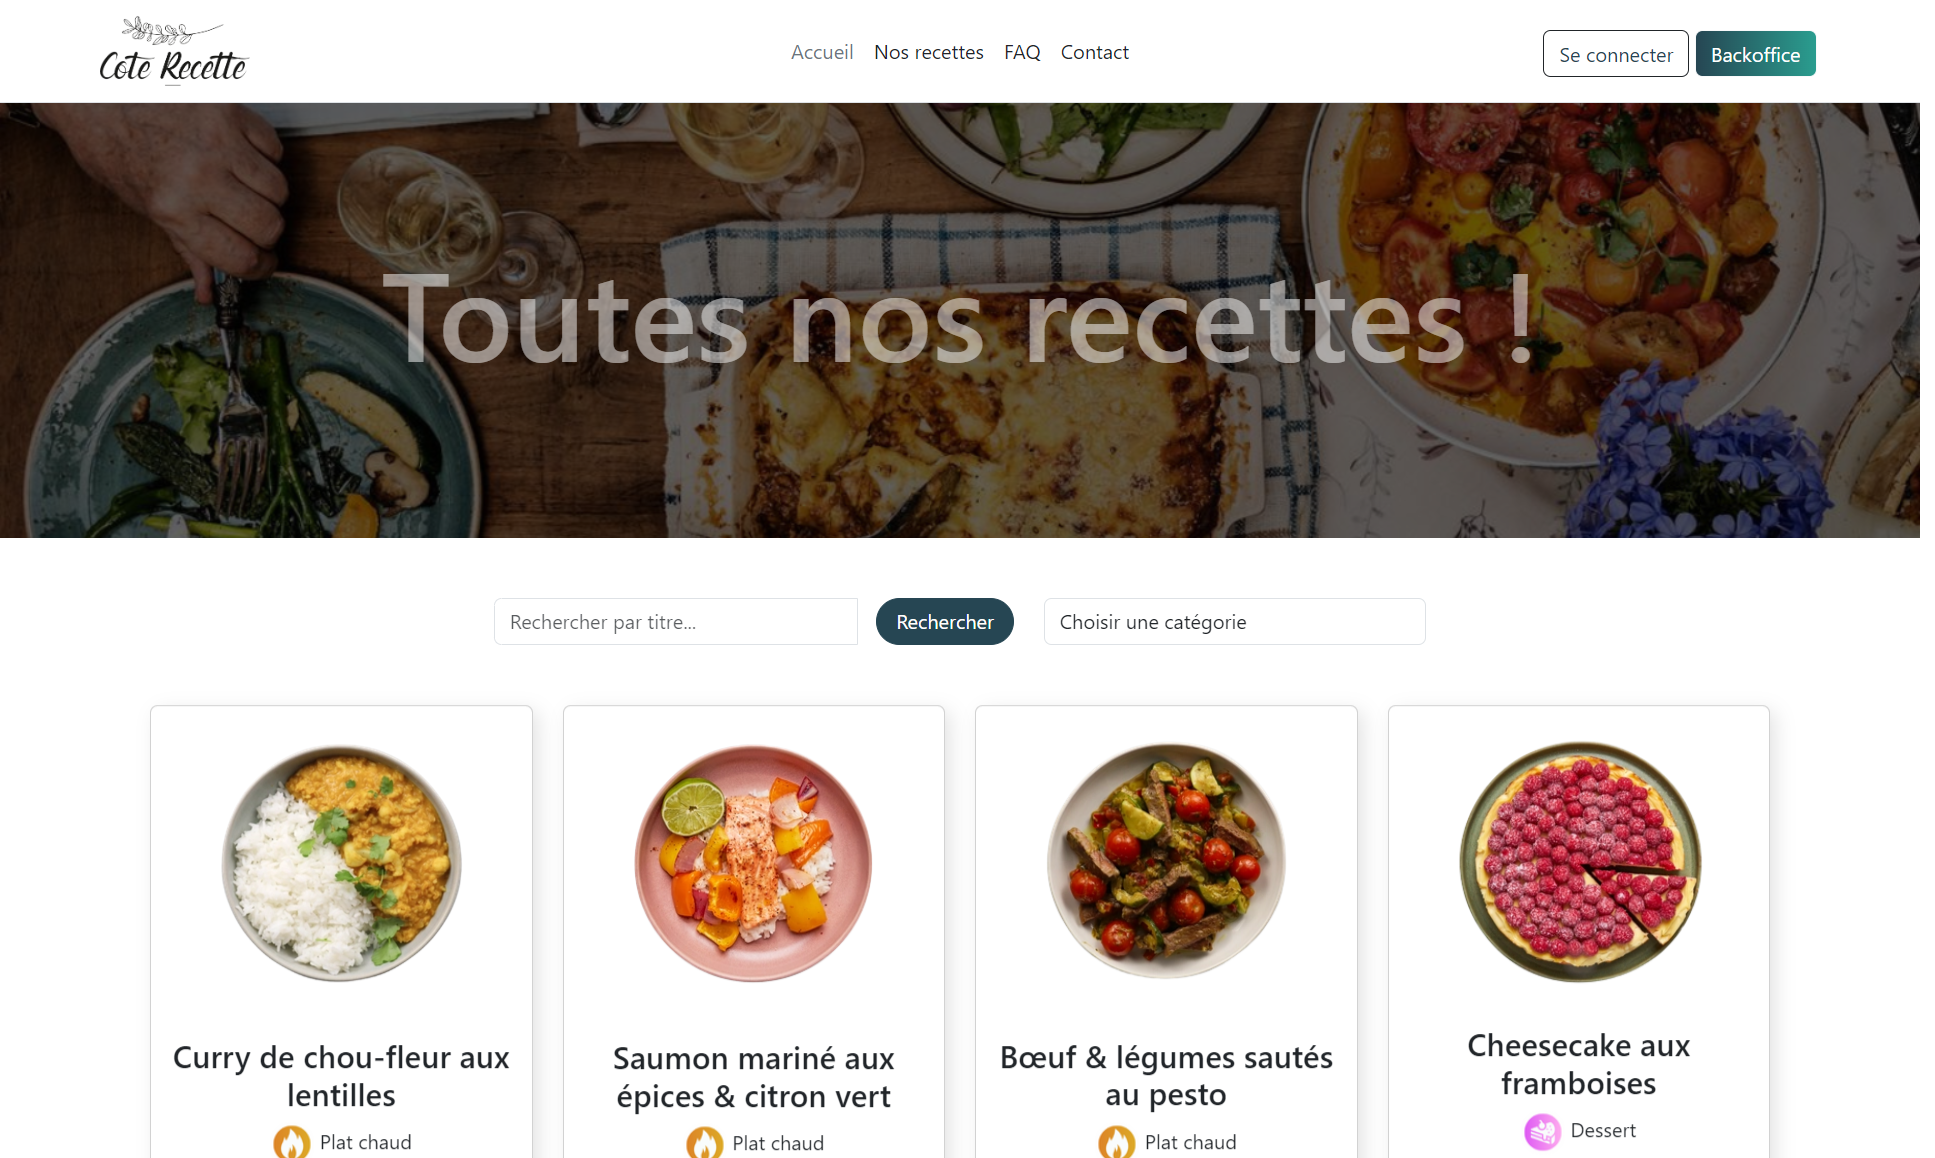 Cote Recette
Accueil Nos recettes FAQ Contact
Se connecter Backoffice
Toutes nos recettes !
Rechercher par titre... Rechercher Choisir une catégorie
Curry de chou-fleur aux
lentilles
Plat chaud
Saumon mariné aux
épices & citron vert
Plat chaud
Bœuf & légumes sautés
au pesto
Plat chaud
Cheesecake aux
framboises
Dessert